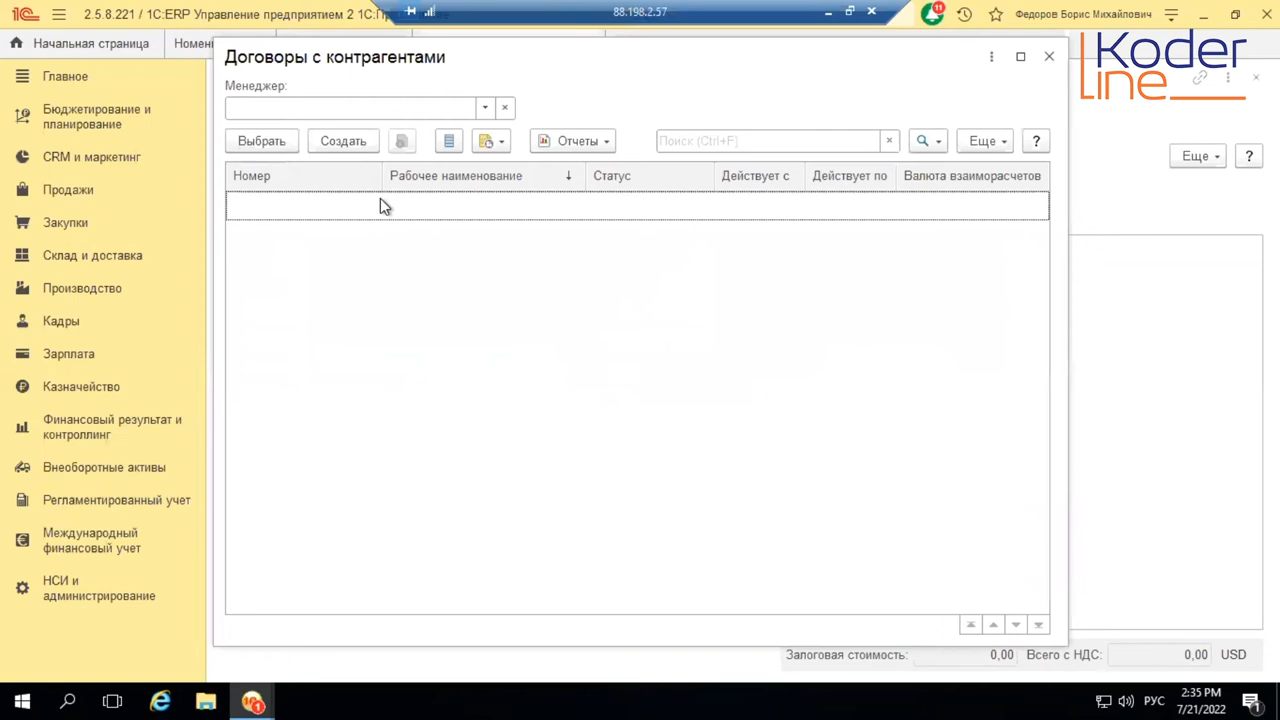 2.5.8.221 / 1С:ERP Управление предприятием 2 1С:П
88.198.2.57
11
Федоров Борис Михайлович
Начальная страница
Номен
Koder
line
Договоры с контрагентами
Менеджер:
Выбрать
Создать
Отчеты
Поиск (Ctrl+F)
Еще
?
Еще
?
Номер
Рабочее наименование
Статус
Действует с
Действует по
Валюта взаиморасчетов
Главное
Бюджетирование и
планирование
CRM и маркетинг
Продажи
Закупки
Склад и доставка
Производство
Кадры
Зарплата
Казначейство
Финансовый результат и
контроллинг
Внеоборотные активы
Регламентированный учет
Международный
финансовый учет
НСИ и
администрирование
Залоговая стоимость:
0,00
Всего с НДС:
0,00
USD
РУС
2:35 PM
7/21/2022
1